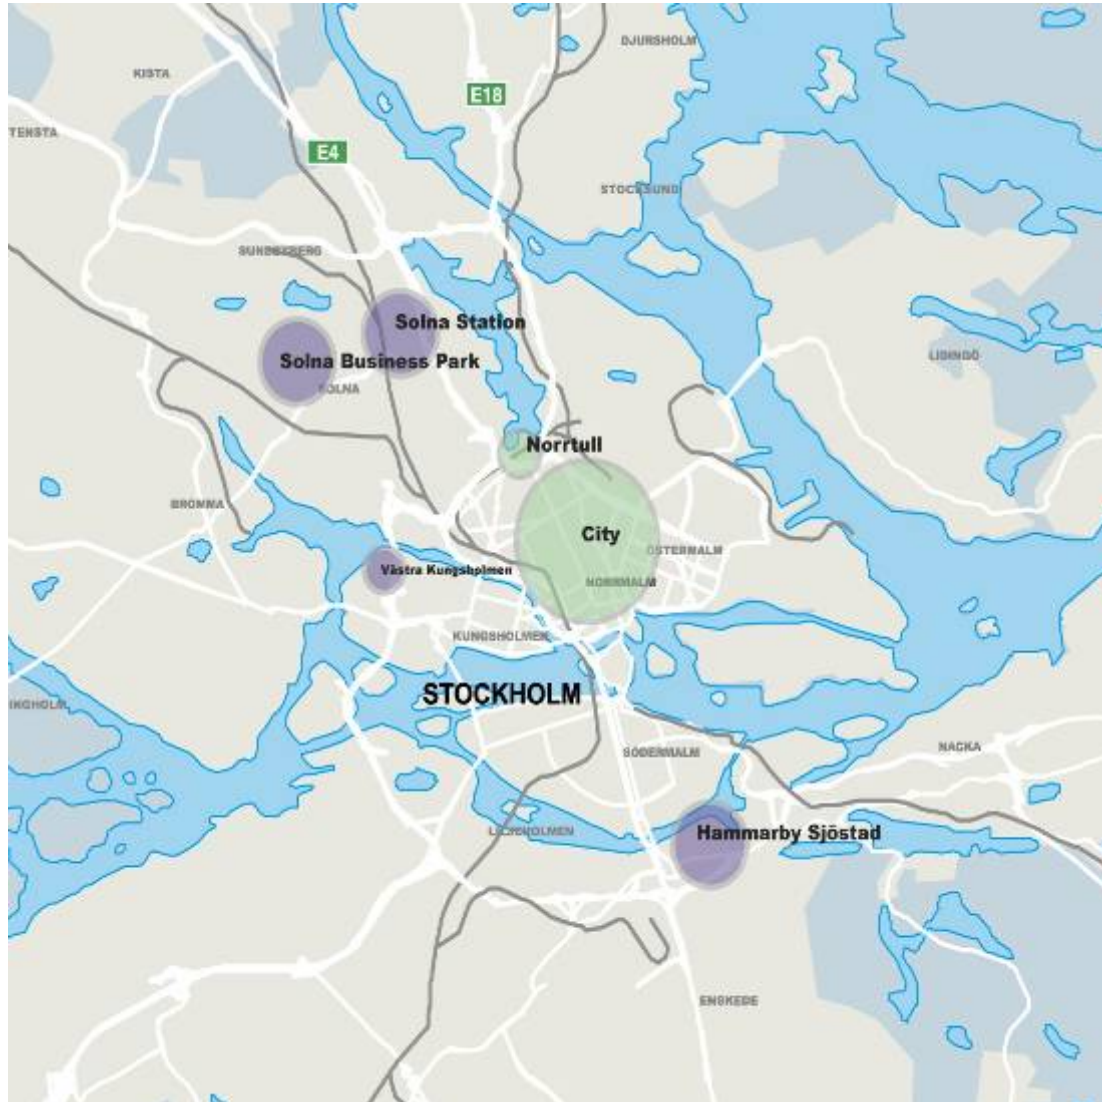 DJURSHOLM
KISTA
E18
TENSTA
E4
STOCKSUND
SUNDBYBERG
Solna Station
LIDINGÖ
Solna Business Park
SOLNA
Norrtull
BROMMA
City
ÖSTERMALM
Västra Kungsholmen
NORRMALM
KUNGSHOLMEN
STOCKHOLM
INGHOLM
NACKA
SÖDERMALM
Hammarby Sjöstad
LILJEHOLMEN
ENSKEDE